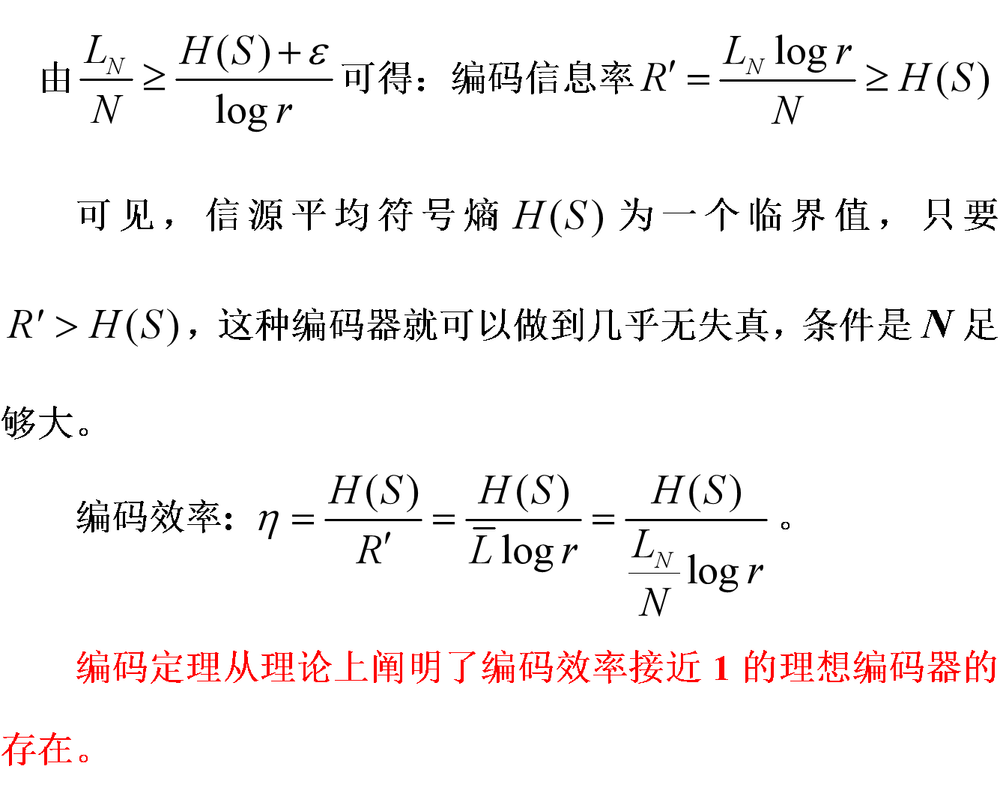 由 $\frac{L_N}{N} \geq \frac{H(S)+\varepsilon}{\log r}$ 可得：编码信息率 $R' = \frac{L_N \log r}{N} \geq H(S)$
可见，信源平均符号熵 $H(S)$ 为一个临界值，只要
$R' > H(S)$，这种编码器就可以做到几乎无失真，条件是 N 足
够大。
编码效率：$\eta = \frac{H(S)}{R'} = \frac{H(S)}{\overline{L} \log r} = \frac{H(S)}{\frac{L_N}{N} \log r}$。
编码定理从理论上阐明了编码效率接近 1 的理想编码器的
存在。